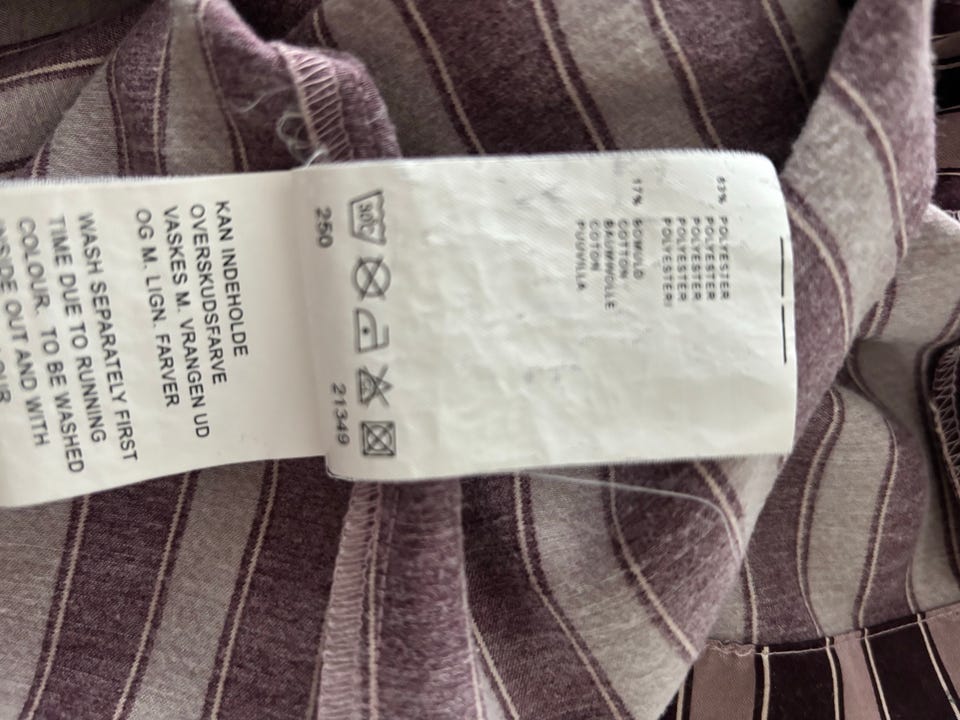 83% POLYESTER
POLYESTER
POLYESTER
POLYESTER
POLYESTERI
17% BOMULD
COTTON
BAUMWOLLE
COTON
PUUVILLA
30C
250 21349
KAN INDEHOLDE
OVERSKUDSFARVE
VASKES M. VRANGEN UD
OG M. LIGN. FARVER
WASH SEPARATELY FIRST
TIME DUE TO RUNNING
COLOUR. TO BE WASHED
INSIDE OUT AND WITH